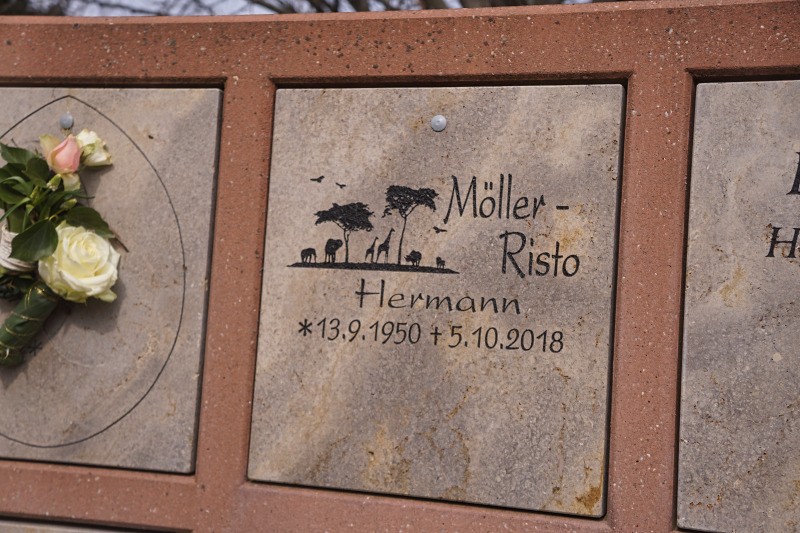 Möller-
Risto
Hermann
*13.9.1950 †5.10.2018